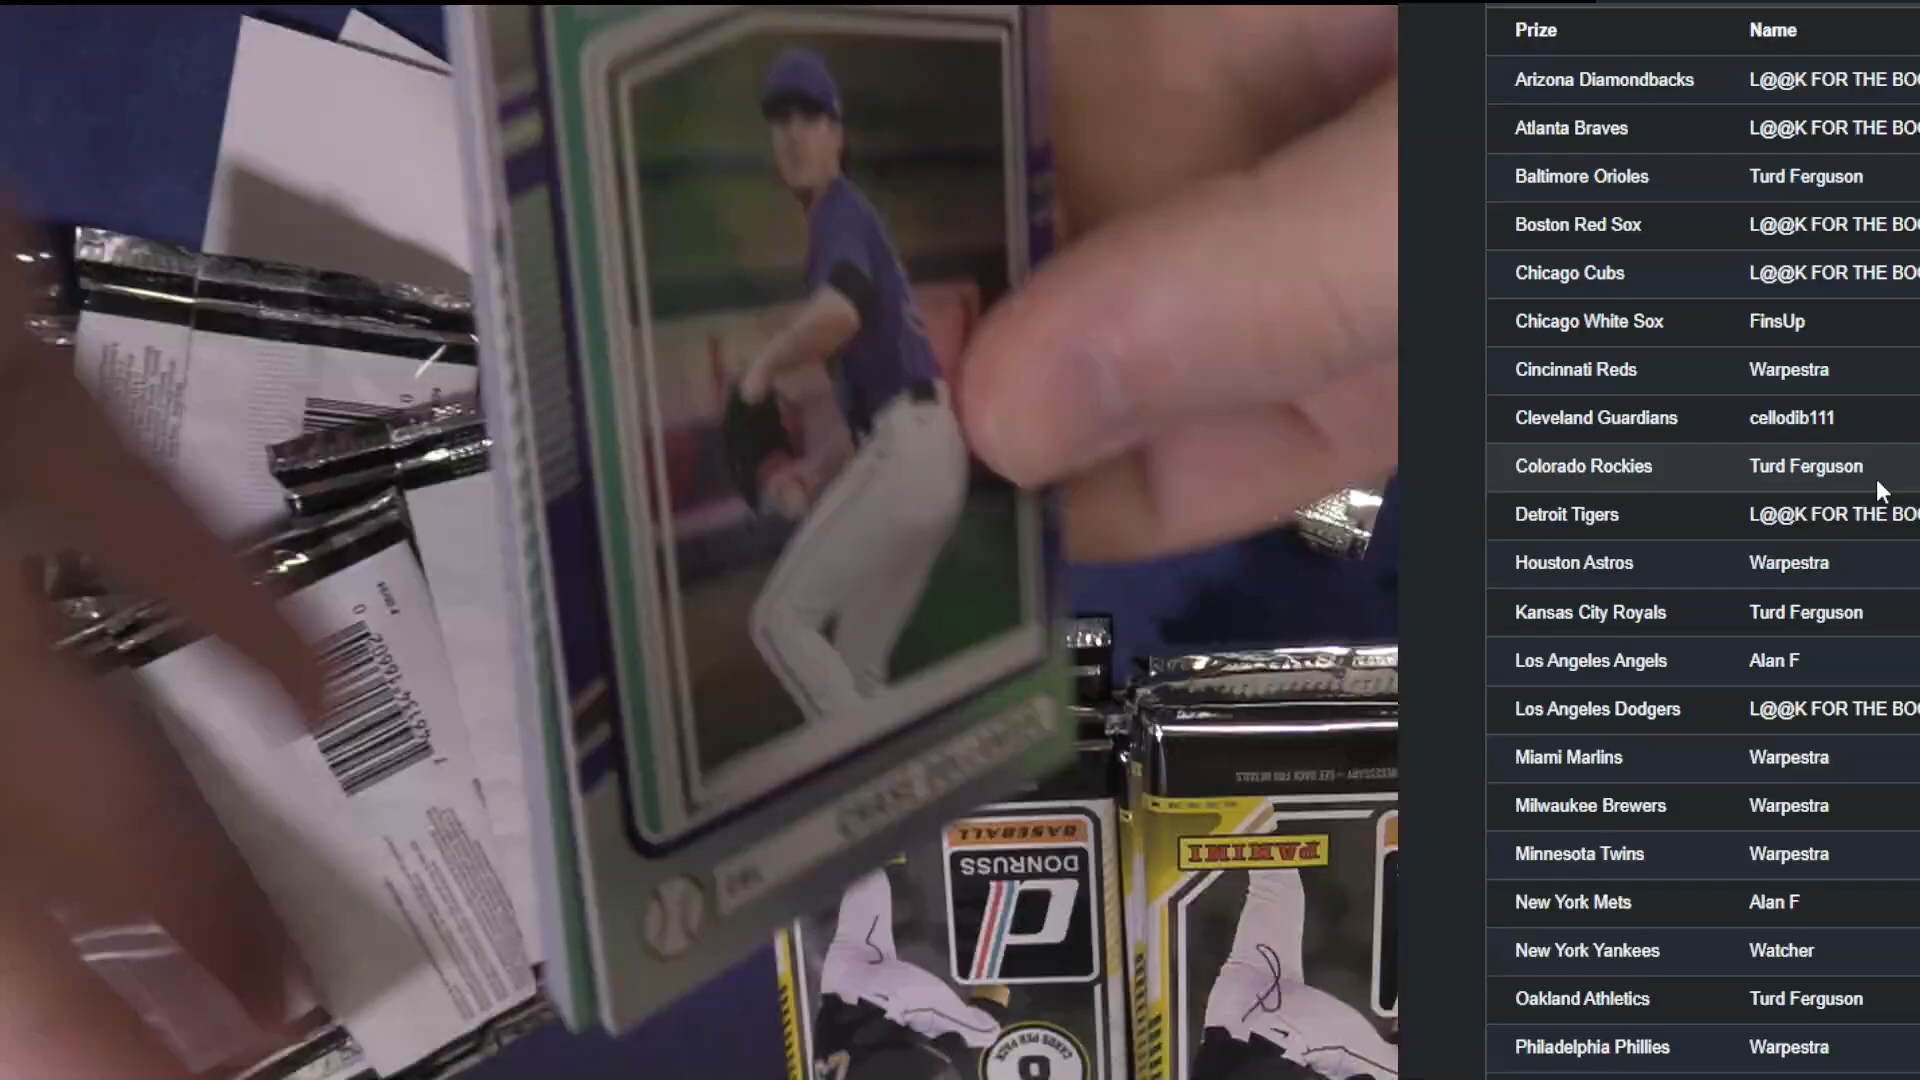 Prize Name
Arizona Diamondbacks L@@K FOR THE BO
Atlanta Braves L@@K FOR THE BO
Baltimore Orioles Turd Ferguson
Boston Red Sox L@@K FOR THE BO
Chicago Cubs L@@K FOR THE BO
Chicago White Sox FinsUp
Cincinnati Reds Warpestra
Cleveland Guardians cellodib111
Colorado Rockies Turd Ferguson
Detroit Tigers L@@K FOR THE BO
Houston Astros Warpestra
Kansas City Royals Turd Ferguson
Los Angeles Angels Alan F
Los Angeles Dodgers L@@K FOR THE BO
Miami Marlins Warpestra
Milwaukee Brewers Warpestra
Minnesota Twins Warpestra
New York Mets Alan F
New York Yankees Watcher
Oakland Athletics Turd Ferguson
Philadelphia Phillies Warpestra
BASEBALL
DONRUSS
PANINI
8
CARDS PER PACK